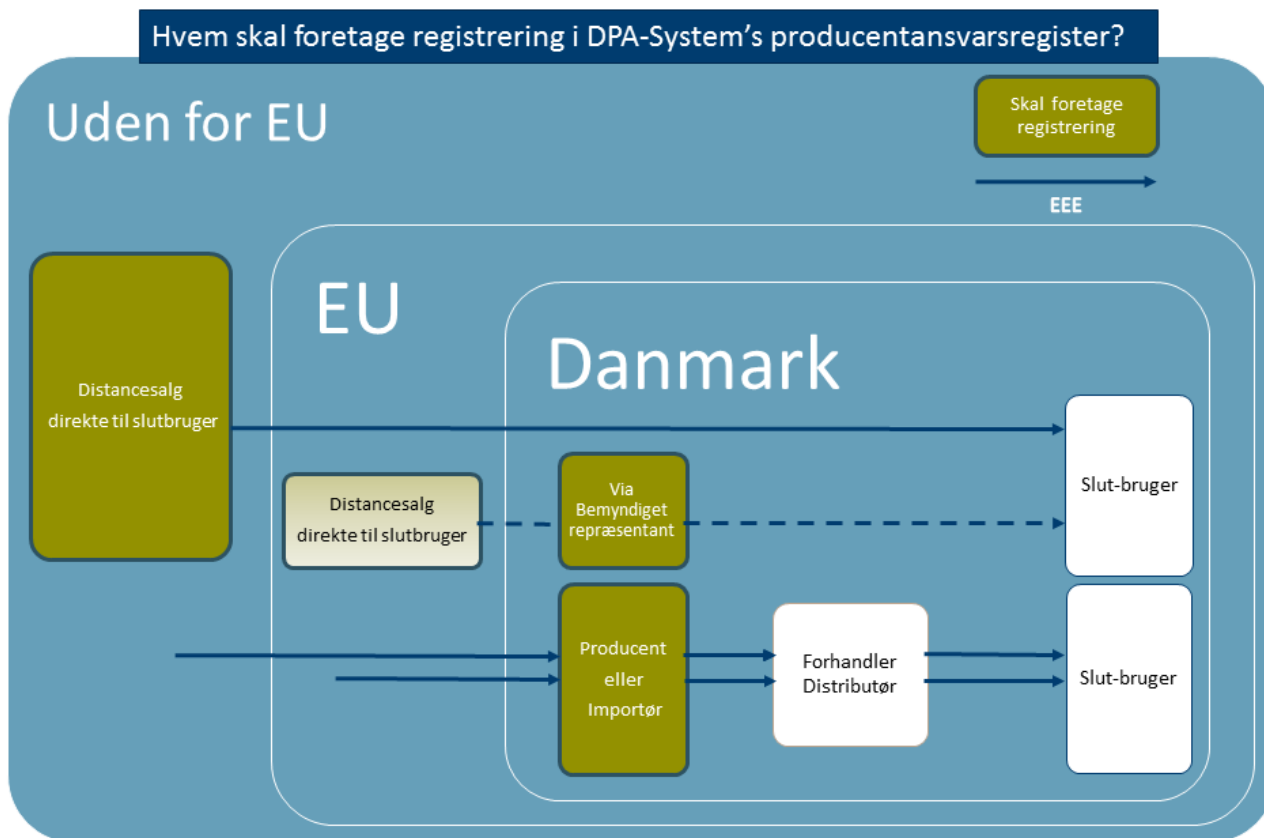 Hvem skal foretage registrering i DPA-System's producentansvarsregister?
Uden for EU
Skal foretage
registrering
EEE
EU
Danmark
Distancesalg
direkte til slutbruger
Distancesalg
direkte til slutbruger
Via
Bemyndiget
repræsentant
Slut-bruger
Producent
eller
Importør
Forhandler
Distributør
Slut-bruger